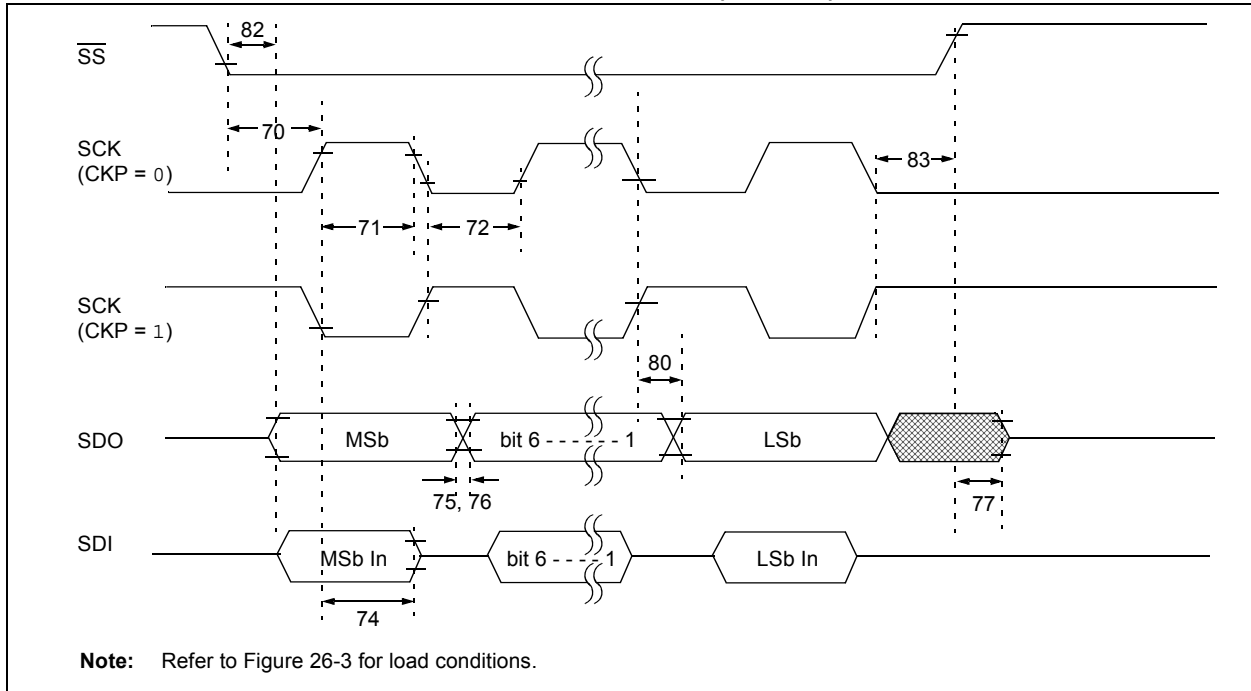 82
SS
70
SCK
(CKP = 0)
83
71
72
SCK
(CKP = 1)
80
SDO
MSb
bit 6 - - - - - - 1
LSb
75, 76
77
SDI
MSb In
bit 6 - - - - 1
LSb In
74
Note: Refer to Figure 26-3 for load conditions.